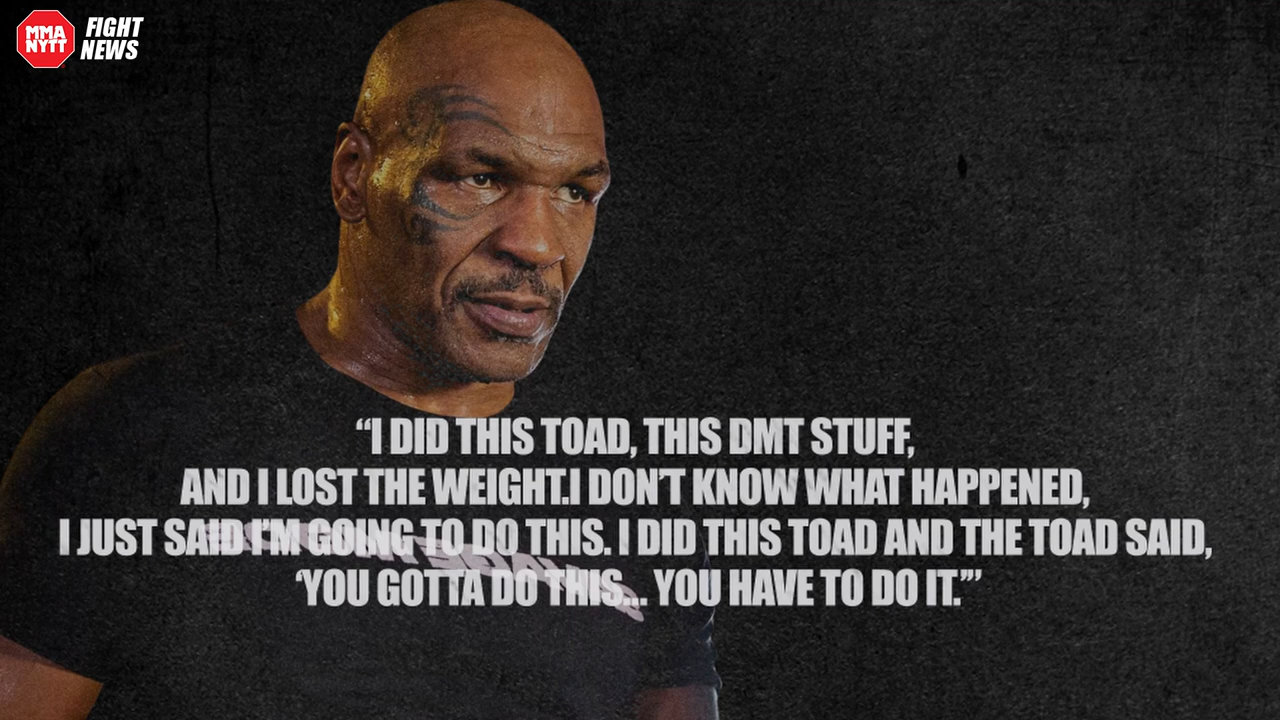 MMA
NYTT
FIGHT
NEWS
“I DID THIS TOAD, THIS DMT STUFF,
AND I LOST THE WEIGHT.I DON’T KNOW WHAT HAPPENED,
I JUST SAID I’M GOING TO DO THIS. I DID THIS TOAD AND THE TOAD SAID,
‘YOU GOTTA DO THIS... YOU HAVE TO DO IT.’”